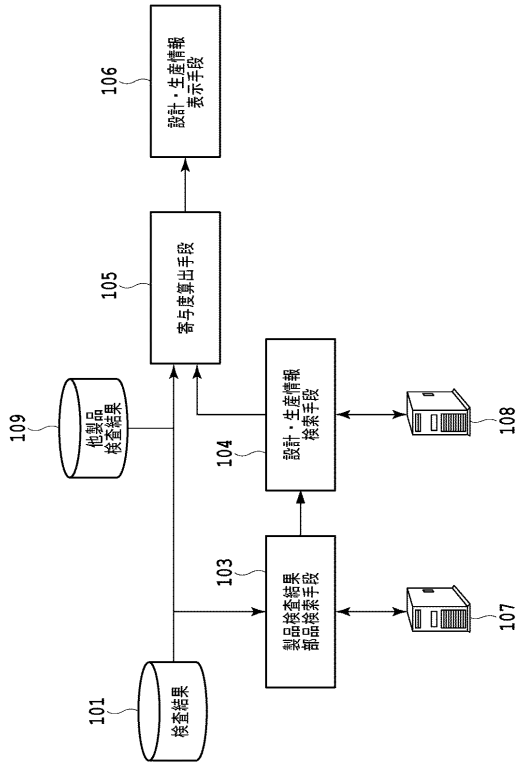 101
検査結果
109
他製品
検査結果
103
製品検査結果
部品検索手段
107
104
設計・生産情報
検索手段
108
105
寄与度算出手段
106
設計・生産情報
表示手段